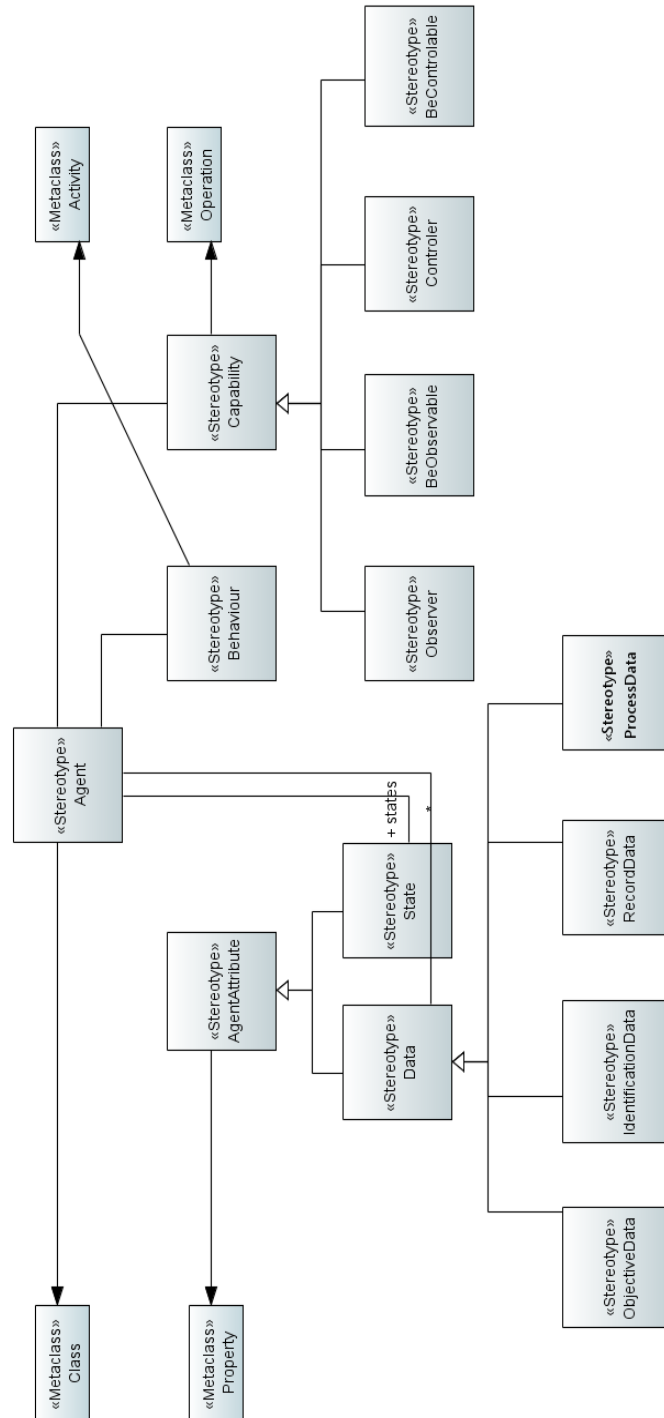 «Stereotype»
Agent
«Metaclass»
Class
«Metaclass»
Activity
«Metaclass»
Property
«Stereotype»
AgentAttribute
«Stereotype»
Behaviour
«Stereotype»
Capability
«Metaclass»
Operation
«Stereotype»
Data
«Stereotype»
State
+ states
*
«Stereotype»
Observer
«Stereotype»
BeObservable
«Stereotype»
Controler
«Stereotype»
BeControlable
«Stereotype»
ObjectiveData
«Stereotype»
IdentificationData
«Stereotype»
RecordData
«Stereotype»
ProcessData